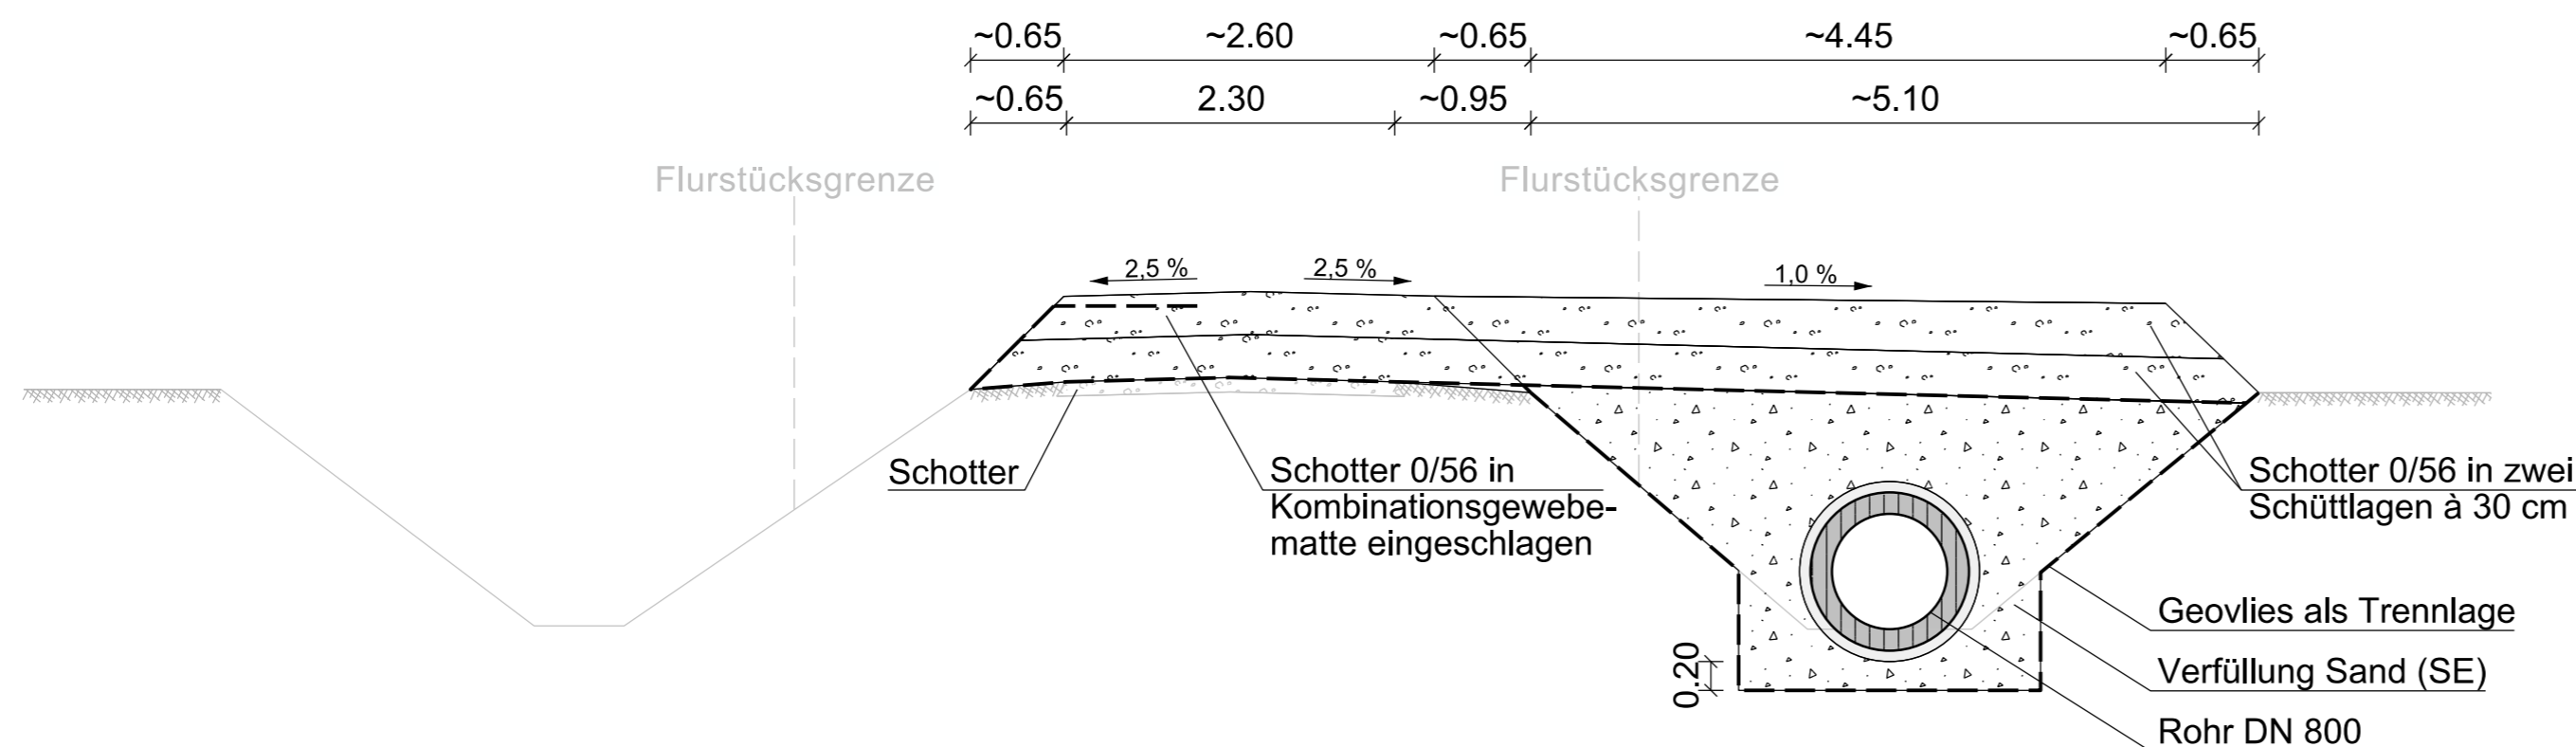 ~0.65 ~2.60 ~0.65 ~4.45 ~0.65
~0.65 2.30 ~0.95 ~5.10
Flurstücksgrenze Flurstücksgrenze
2,5 % 2,5 % 1,0 %
Schotter
Schotter 0/56 in
Kombinationsgewebe-
matte eingeschlagen
Schotter 0/56 in zwei
Schüttlagen à 30 cm
Geovlies als Trennlage
0.20
Verfüllung Sand (SE)
Rohr DN 800